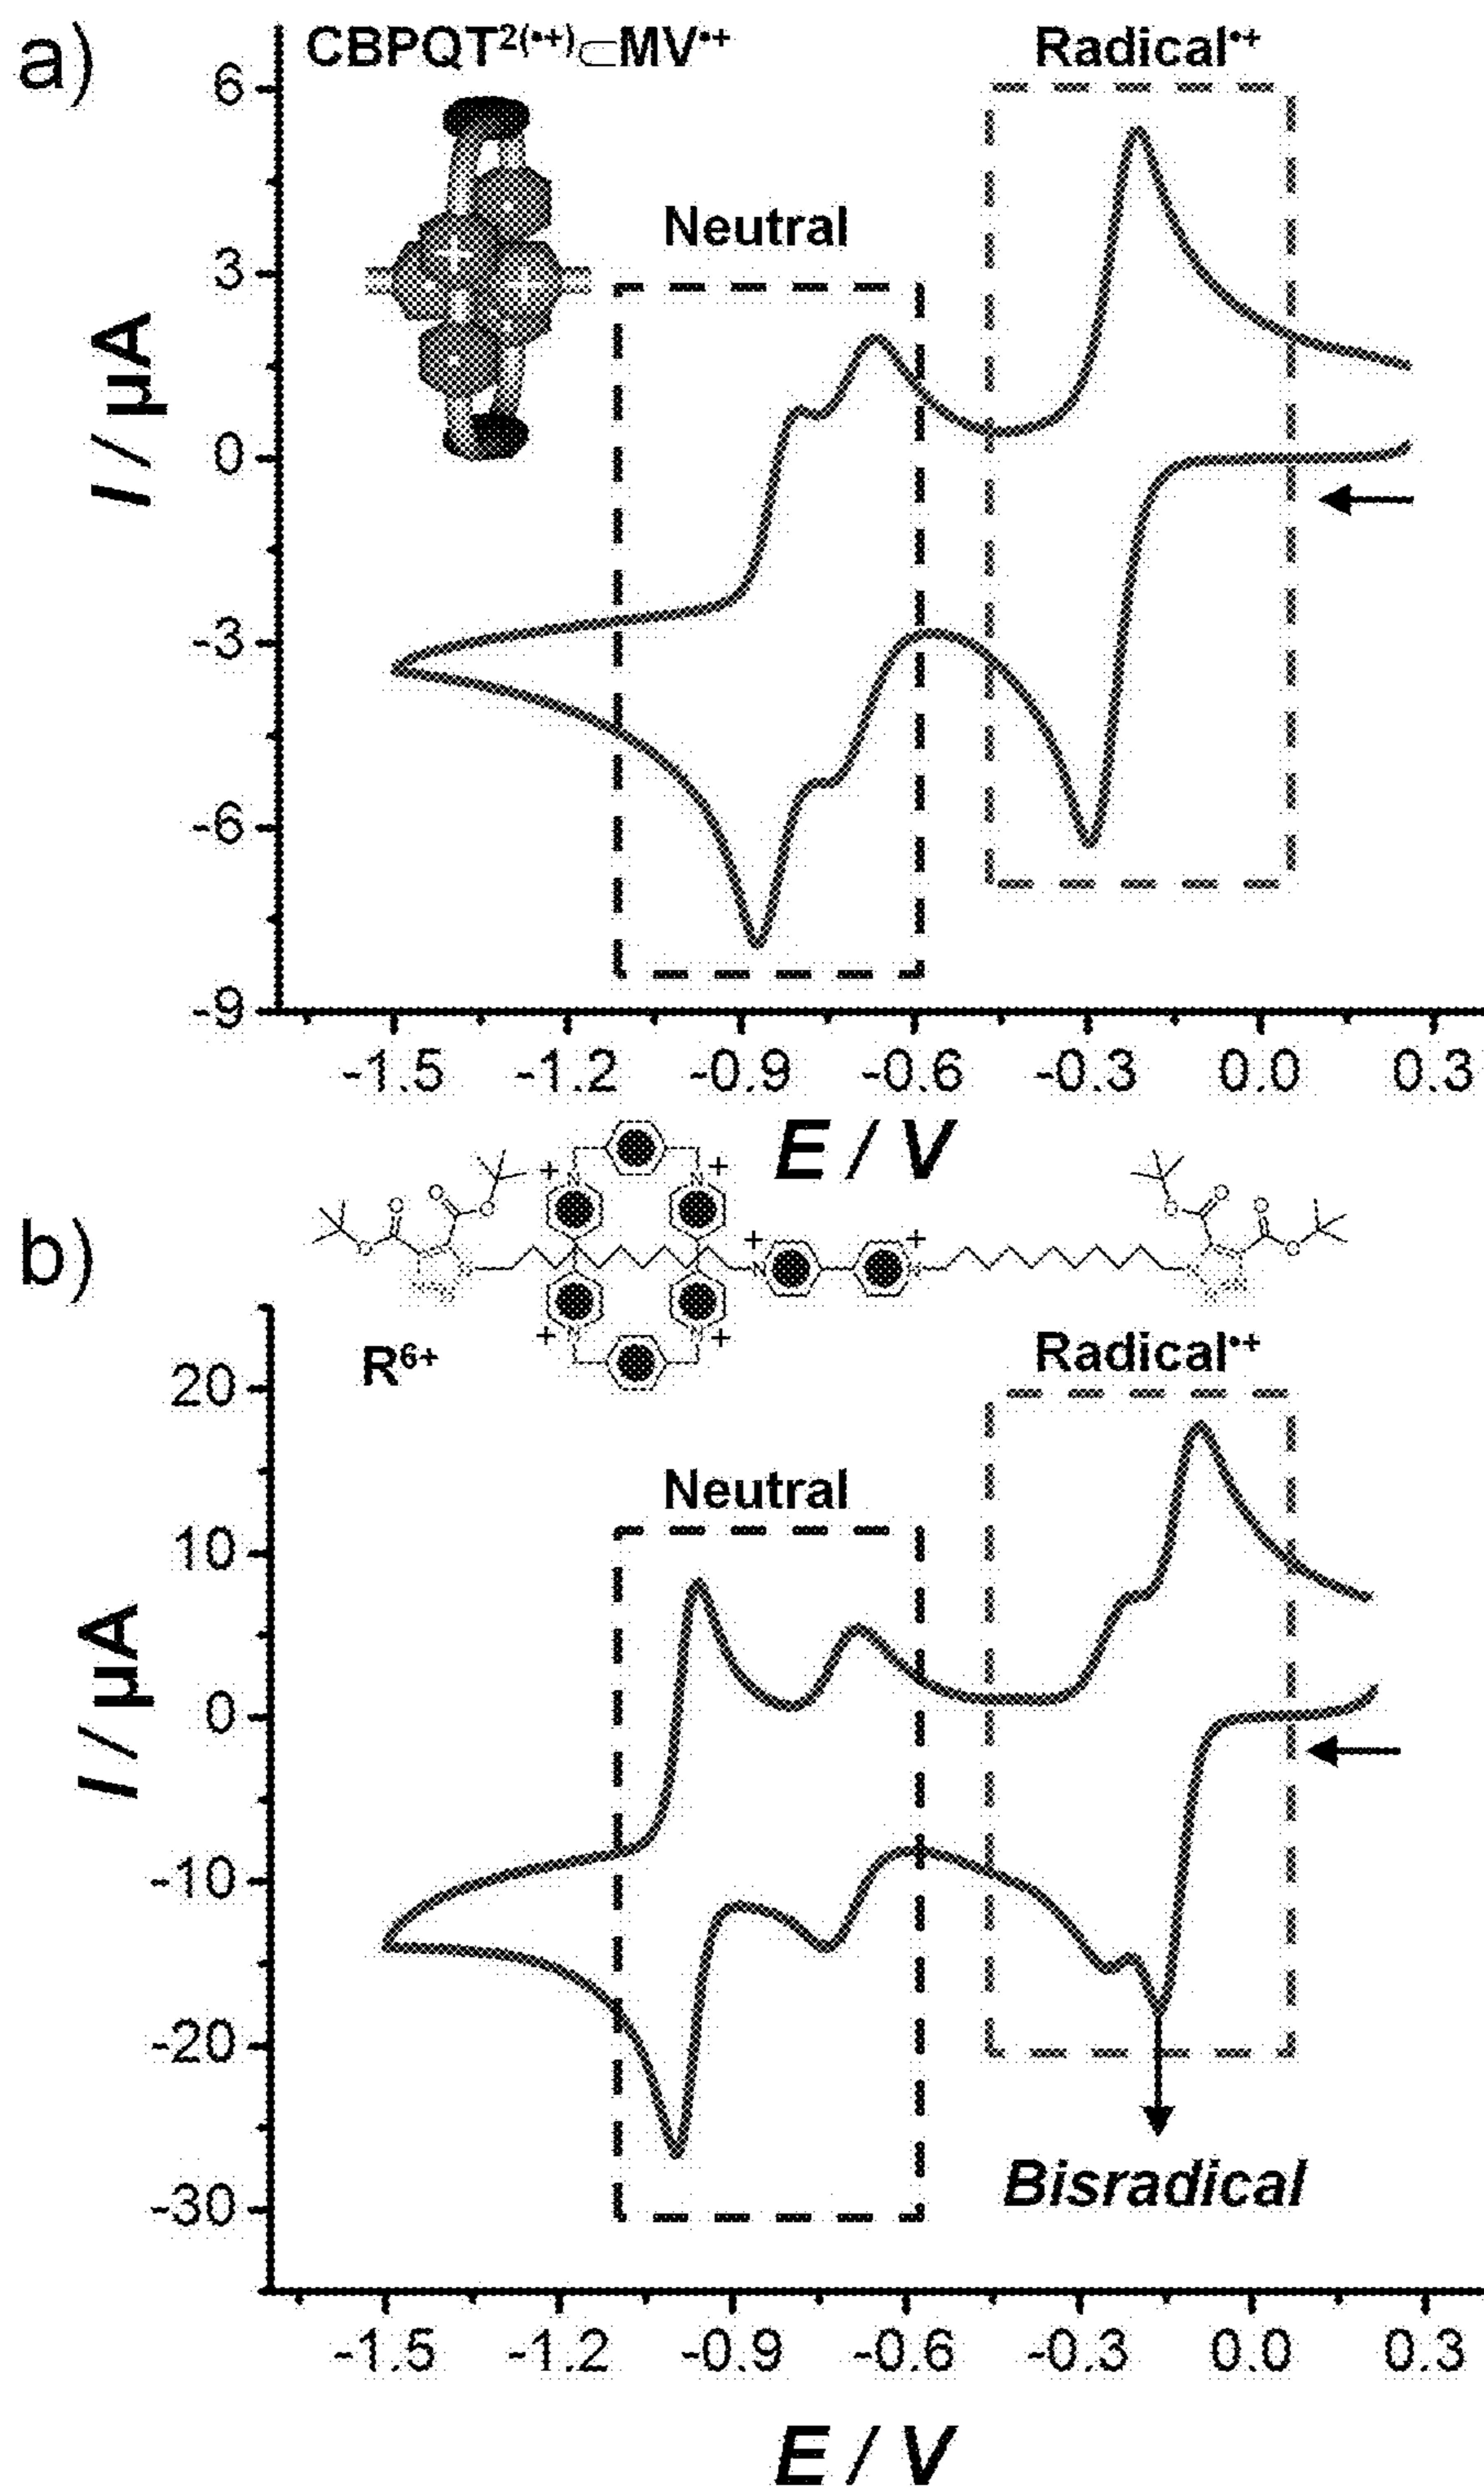 a)
CBPQT²⁽•⁺⁾⊂MV•⁺
Radical•⁺
Neutral
6
3
0
-3
-6
-9
I / µA
-1.5 -1.2 -0.9 -0.6 -0.3 0.0 0.3
E / V
b)
O O O O
O O O O
N N N
N N N
N N
N N
+ +
+ +
+ +
R⁶⁺
Radical•⁺
Neutral
20
10
0
-10
-20
-30
I / µA
Bisradical
-1.5 -1.2 -0.9 -0.6 -0.3 0.0 0.3
E / V